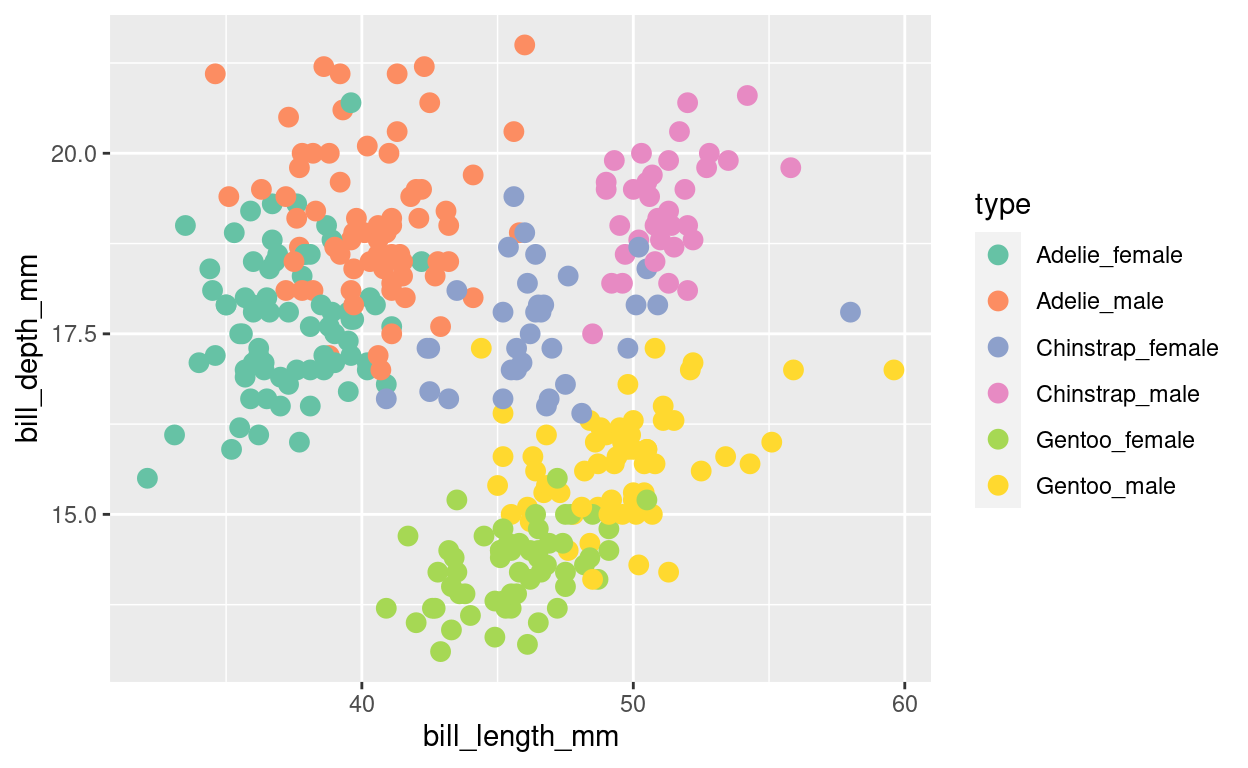 20.0
17.5
15.0
bill_depth_mm
40
50
60
bill_length_mm
type
Adelie_female
Adelie_male
Chinstrap_female
Chinstrap_male
Gentoo_female
Gentoo_male